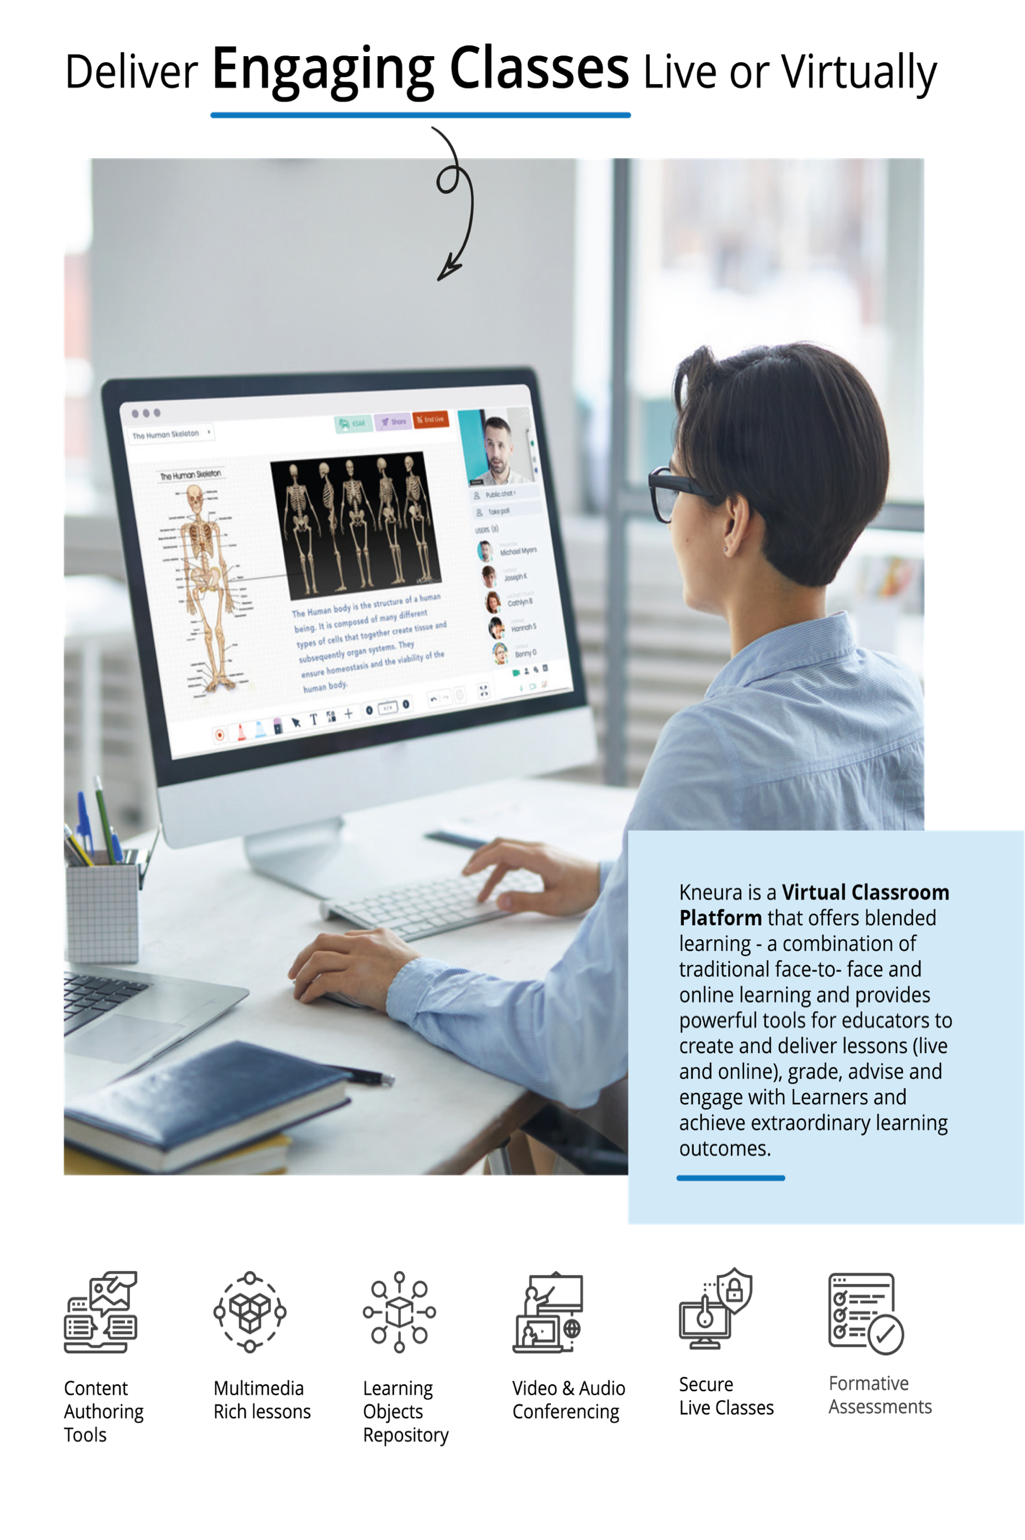 Deliver Engaging Classes Live or Virtually
The Human Skeleton
KSAR
Share
End Live
The Human Skeleton
The Human body is the structure of a human
being. It is composed of many different
types of cells that together create tissue and
subsequently organ systems. They
ensure homeostasis and the viability of the
human body.
Public chat
Take poll
USERS
Michael Myers
Joseph K
Cathlyn B
Hannah S
Benny G
T
Kneura is a Virtual Classroom
Platform that offers blended
learning - a combination of
traditional face-to- face and
online learning and provides
powerful tools for educators to
create and deliver lessons (live
and online), grade, advise and
engage with Learners and
achieve extraordinary learning
outcomes.
Content
Authoring
Tools
Multimedia
Rich lessons
Learning
Objects
Repository
Video & Audio
Conferencing
Secure
Live Classes
Formative
Assessments